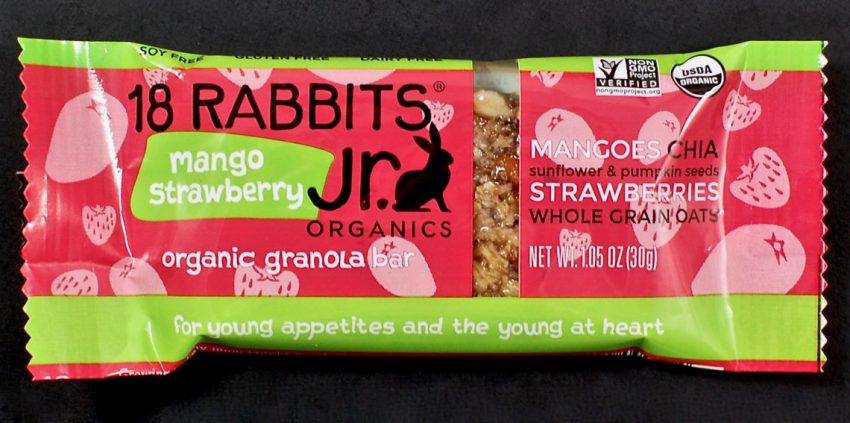 SOY FREE GLUTEN FREE DAIRY FREE
18 RABBITS®
mango
strawberry
Jr.
ORGANICS
organic granola bar
NON
GMO
Project
VERIFIED
nongmoproject.org
USDA
ORGANIC
MANGOES CHIA
sunflower & pumpkin seeds
STRAWBERRIES
WHOLE GRAIN OATS
NET WT. 1.05 OZ (30g)
for young appetites and the young at heart